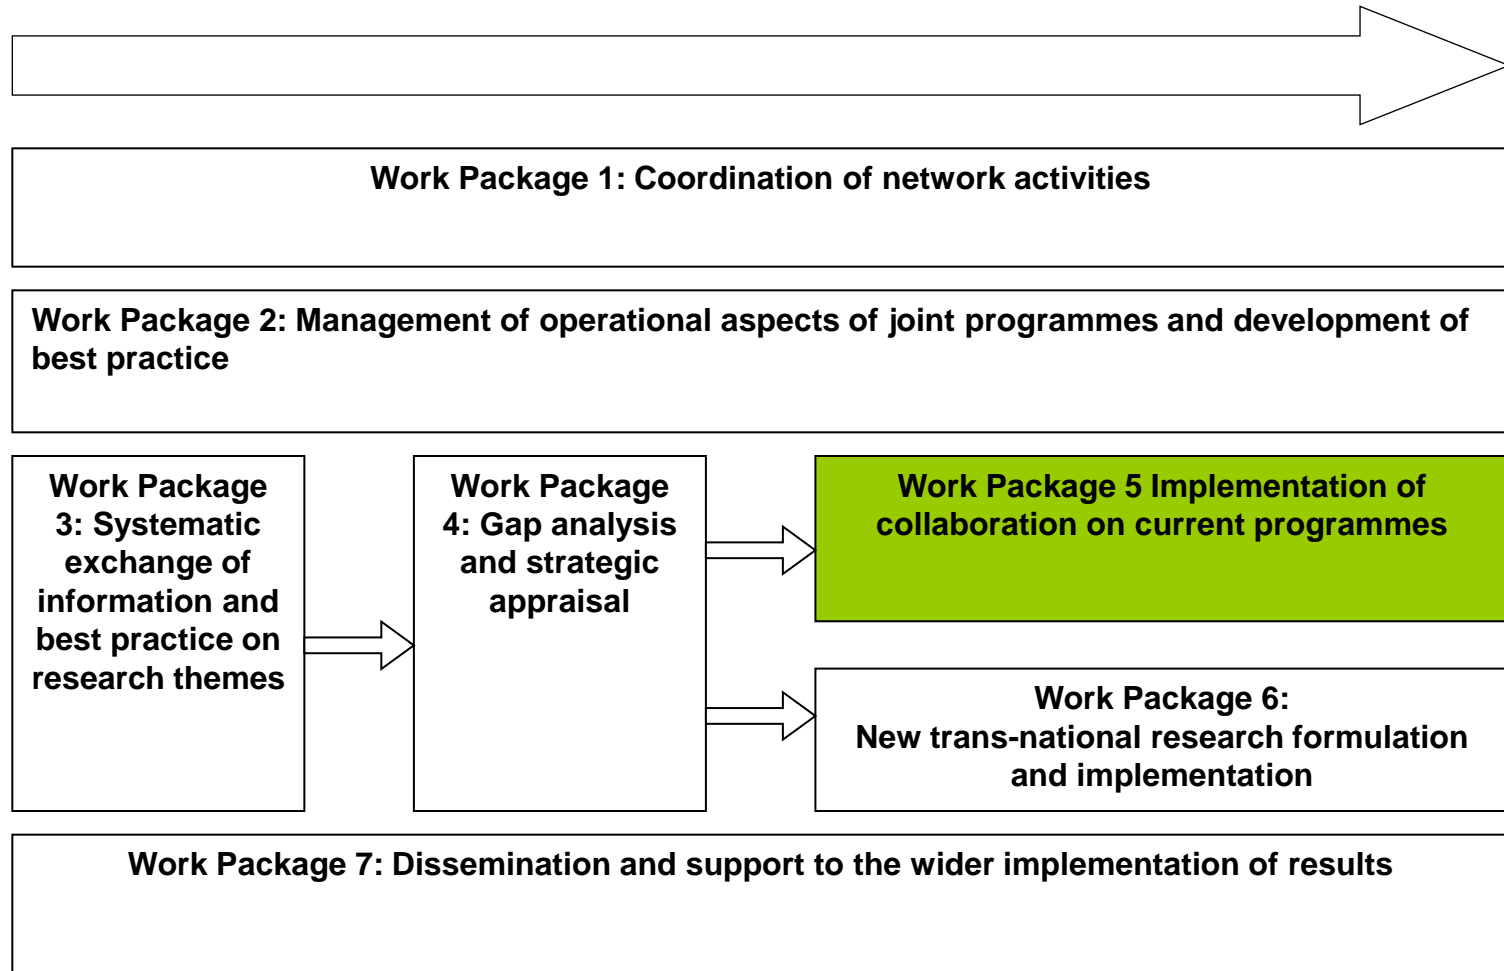 Work Package 1: Coordination of network activities
Work Package 2: Management of operational aspects of joint programmes and development of
best practice
Work Package
3: Systematic
exchange of
information and
best practice on
research themes
Work Package
4: Gap analysis
and strategic
appraisal
Work Package 5 Implementation of
collaboration on current programmes
Work Package 6:
New trans-national research formulation
and implementation
Work Package 7: Dissemination and support to the wider implementation of results